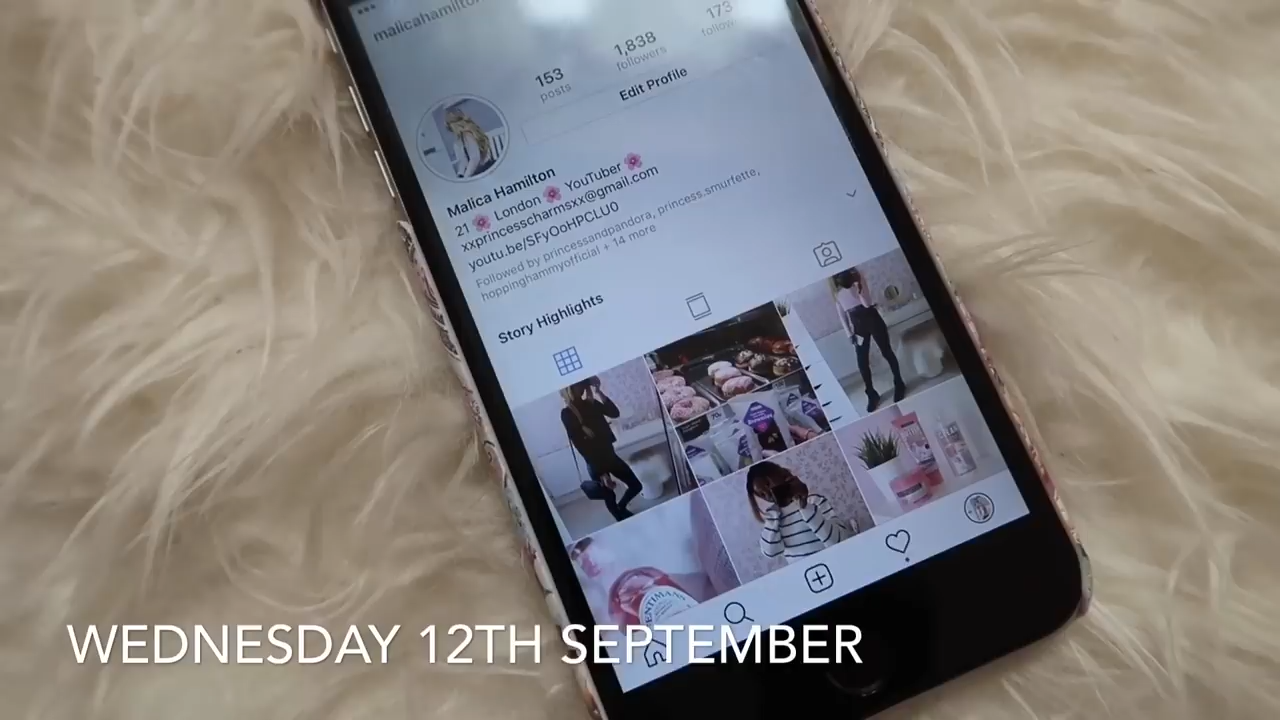 malicahamilton
153
posts
1,838
followers
173
Edit Profile
Malica Hamilton
21 🌸 London 🌸 YouTuber 🌸
xxprincesscharmsxx@gmail.com
youtu.be/SFyOoHPCLU0
Followed by princessandpandora, princess.smurfette,
hoppinghammyofficial + 14 more
Story Highlights
WEDNESDAY 12TH SEPTEMBER